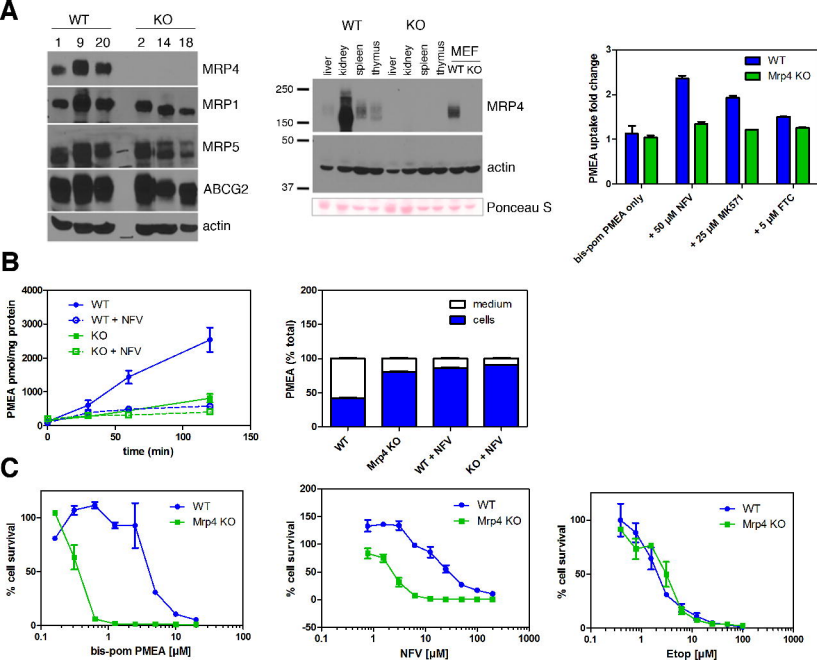 A
WT KO
1 9 20 2 14 18
MRP4
MRP1
MRP5
ABCG2
actin
WT KO
liver kidney spleen thymus liver kidney spleen thymus MEF
WT KO
250
150
50
37
MRP4
actin
Ponceau S
PMEA uptake fold change
3
2
1
0
WT
Mrp4 KO
bis-pom PMEA only
+ 50 µM NFV
+ 25 µM MK571
+ 5 µM FTC
B
PMEA pmol/mg protein
4000
3000
2000
1000
0
WT
WT + NFV
KO
KO + NFV
0 50 100 150
time (min)
PMEA (% total)
200
150
100
50
0
medium
cells
WT
Mrp4 KO
WT + NFV
KO + NFV
C
% cell survival
100
50
0
WT
Mrp4 KO
0.1 1 10 100
bis-pom PMEA [µM]
% cell survival
200
150
100
50
0
-50
WT
Mrp4 KO
0.1 1 10 100 1000
NFV [µM]
% cell survival
100
50
0
WT
Mrp4 KO
0.1 1 10 100 1000
Etop [µM]